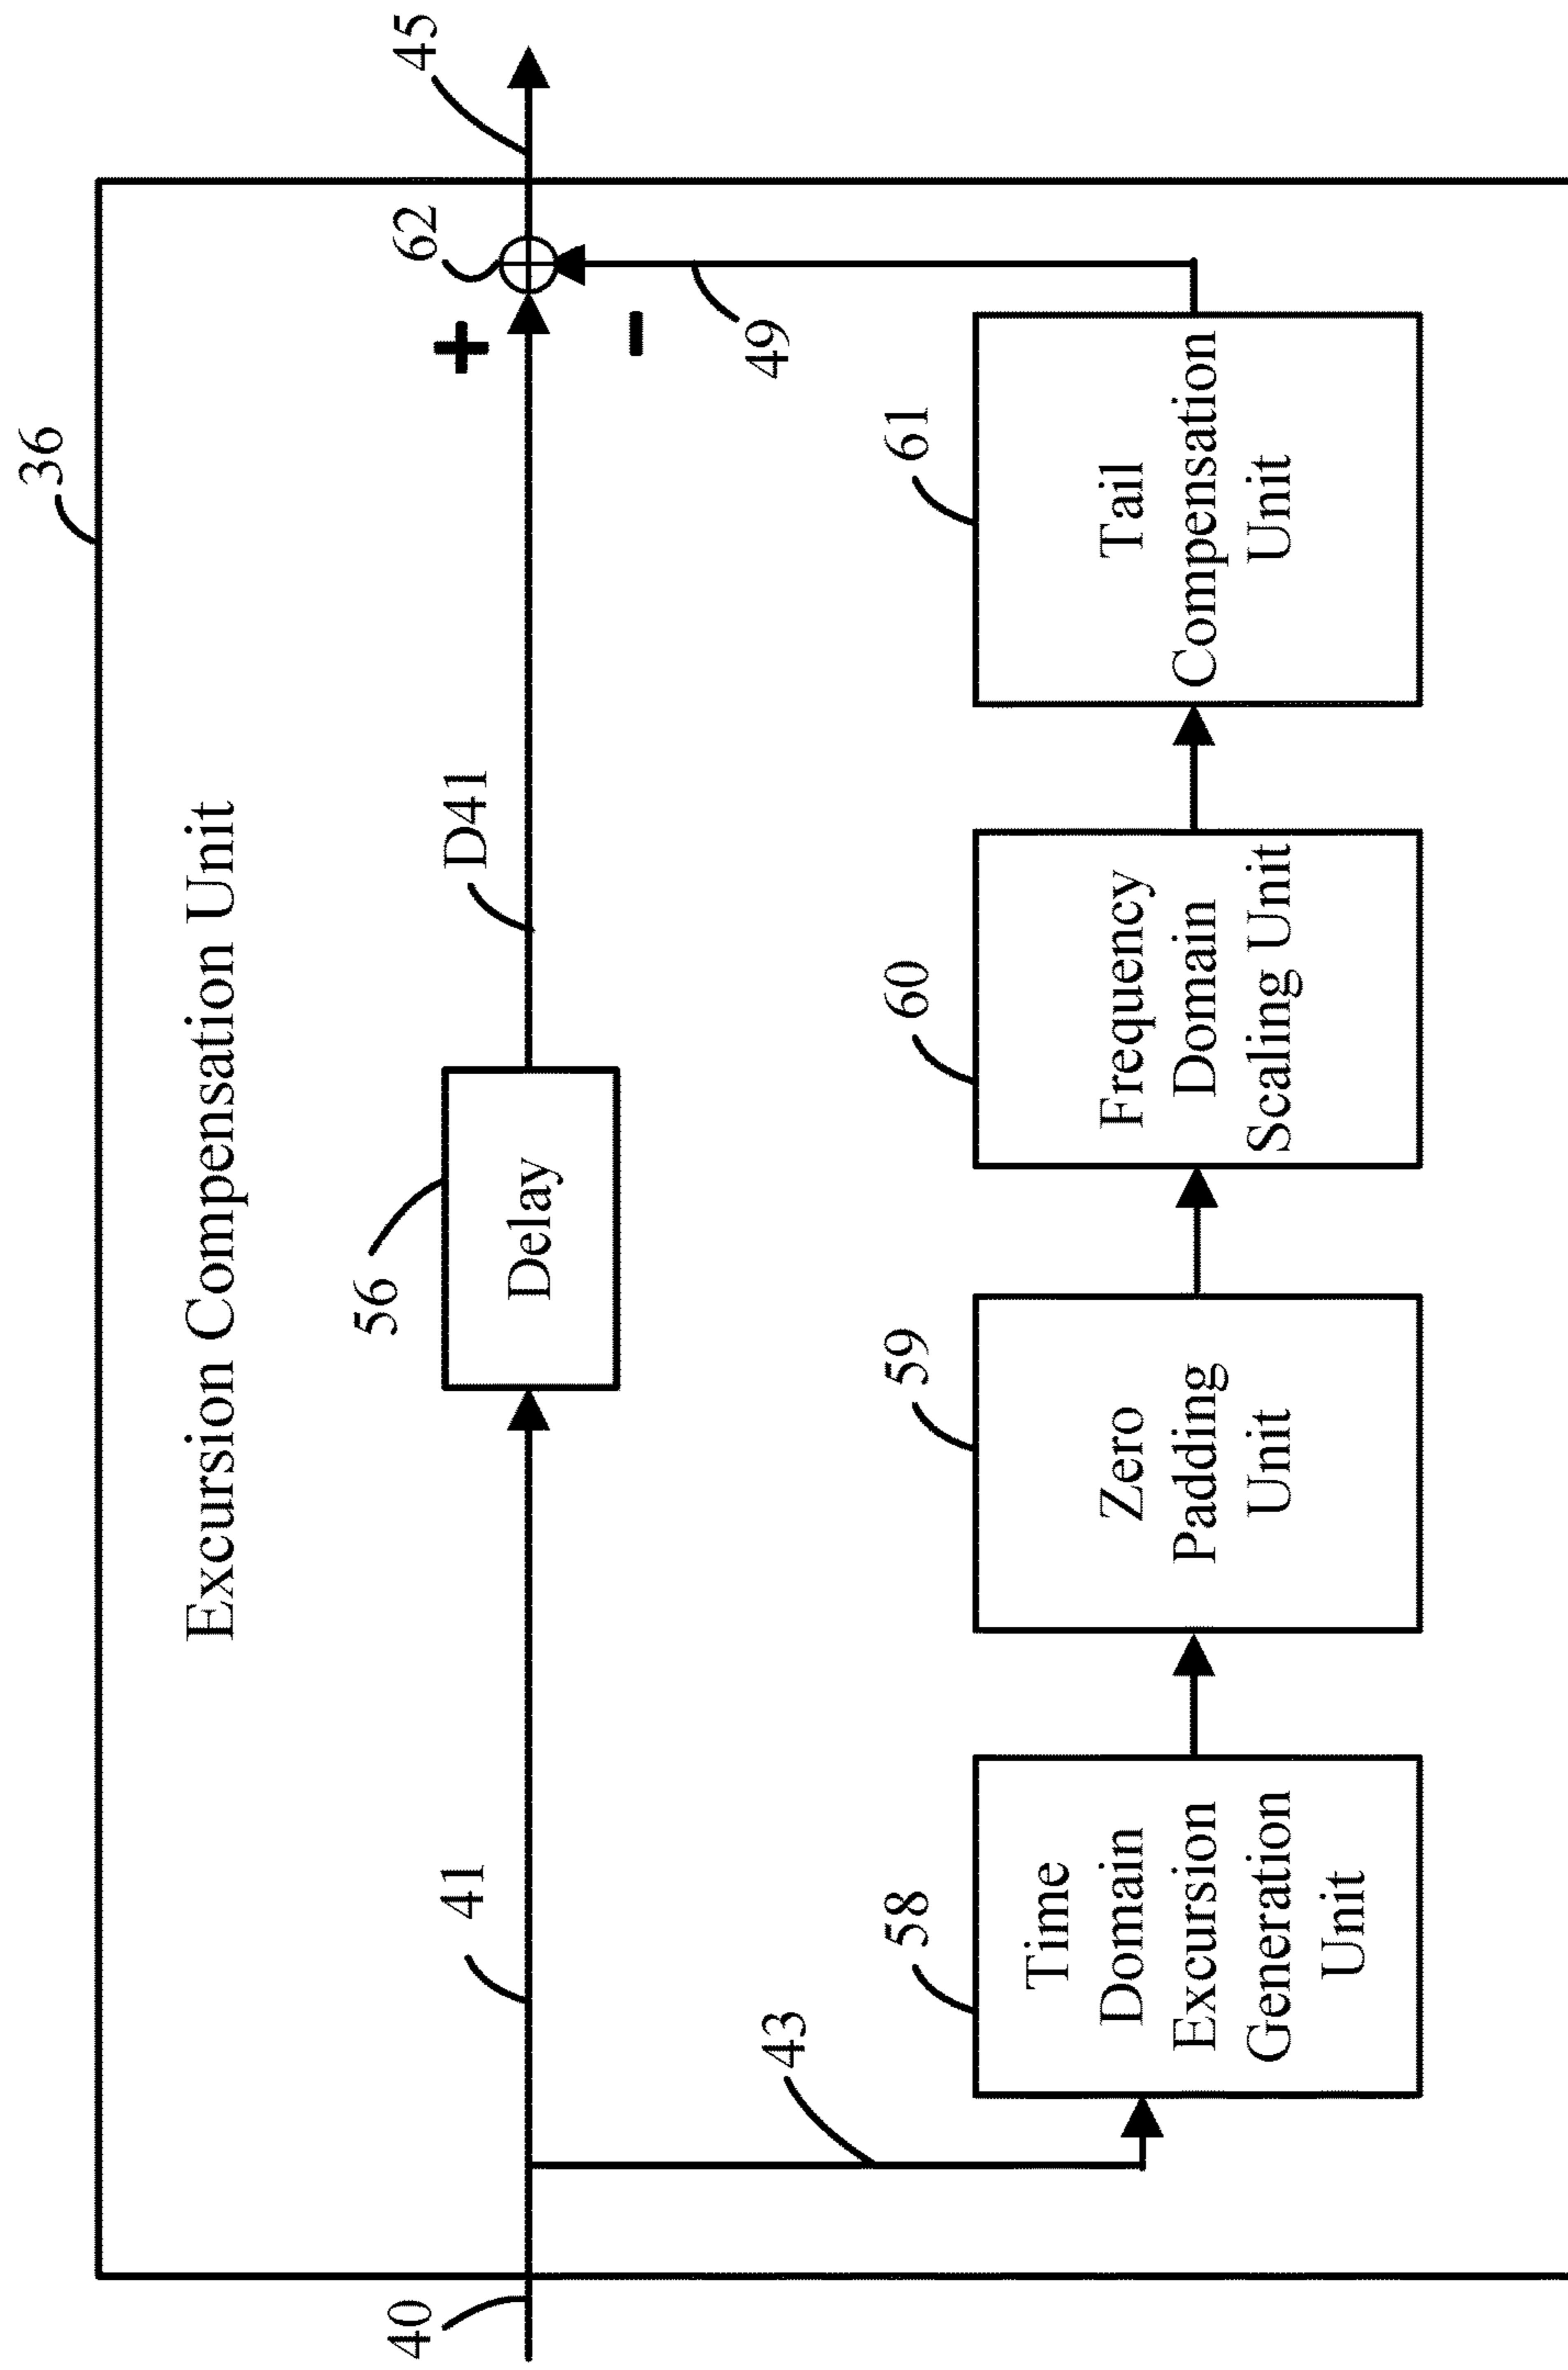 36
Excursion Compensation Unit
40
41
56
Delay
D41
+
-
62
45
43
49
58
Time
Domain
Excursion
Generation
Unit
59
Zero
Padding
Unit
60
Frequency
Domain
Scaling Unit
61
Tail
Compensation
Unit